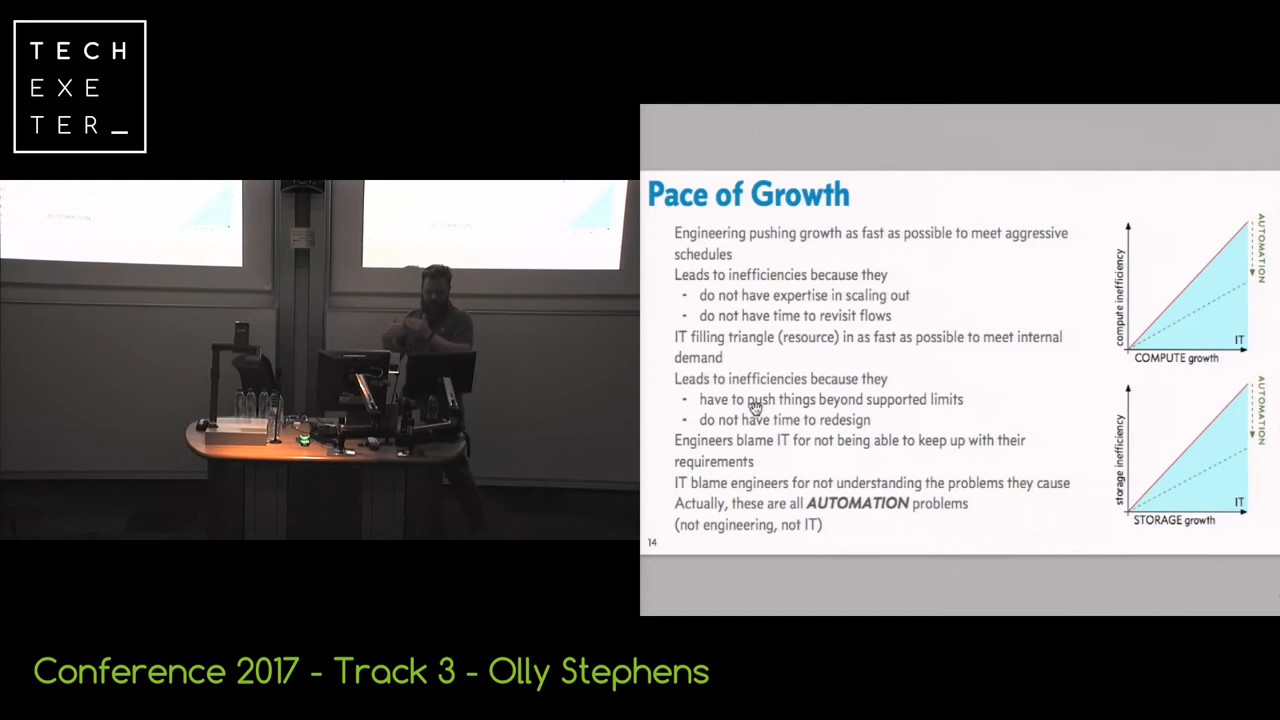 TECH
EXE
TER_
AUTOMATION
AUTOMATION
Pace of Growth
Engineering pushing growth as fast as possible to meet aggressive
schedules
Leads to inefficiencies because they
- do not have expertise in scaling out
- do not have time to revisit flows
IT filling triangle (resource) in as fast as possible to meet internal
demand
Leads to inefficiencies because they
- have to push things beyond supported limits
- do not have time to redesign
Engineers blame IT for not being able to keep up with their
requirements
IT blame engineers for not understanding the problems they cause
Actually, these are all AUTOMATION problems
(not engineering, not IT)
14
compute inefficiency
AUTOMATION
IT
COMPUTE growth
storage inefficiency
AUTOMATION
IT
STORAGE growth
Conference 2017 - Track 3 - Olly Stephens